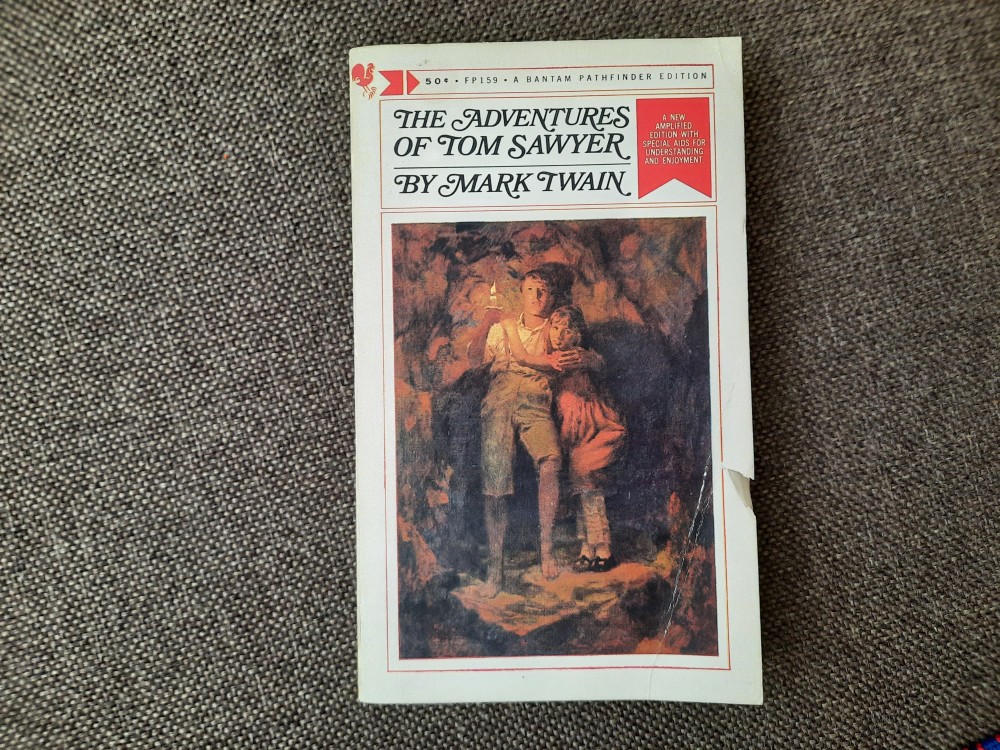 50¢ • FP159 • A BANTAM PATHFINDER EDITION
THE ADVENTURES
OF TOM SAWYER
BY MARK TWAIN
A NEW
AMPLIFIED
EDITION WITH
SPECIAL AIDS FOR
UNDERSTANDING
AND ENJOYMENT.